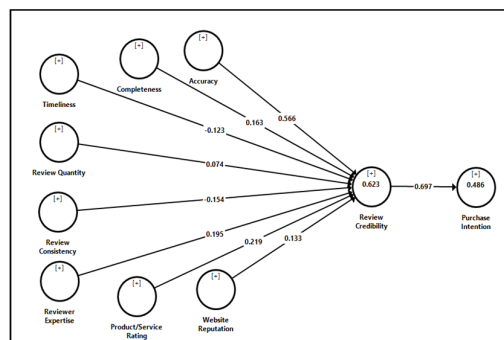 [+]
Timeliness
[+]
Completeness
[+]
Accuracy
0.566
0.163
-0.123
[+]
Review Quantity
0.074
[+]
Review
Consistency
-0.154
[+]
Reviewer
Expertise
0.195
[+]
Product/Service
Rating
0.219
[+]
Website
Reputation
0.133
[+]
0.623
Review
Credibility
0.697
[+]
0.486
Purchase
Intention